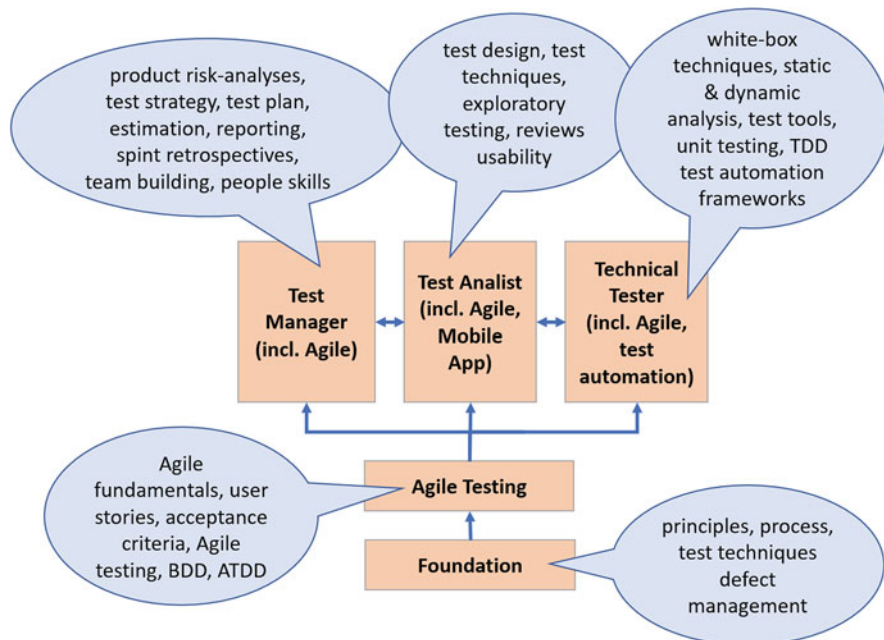 product risk-analyses,
test strategy, test plan,
estimation, reporting,
spint retrospectives,
team building, people skills
test design, test
techniques,
exploratory
testing, reviews
usability
white-box
techniques, static
& dynamic
analysis, test tools,
unit testing, TDD
test automation
frameworks
Test
Manager
(incl. Agile)
Test Analist
(incl. Agile,
Mobile
App)
Technical
Tester
(incl. Agile,
test
automation)
Agile
fundamentals, user
stories, acceptance
criteria, Agile
testing, BDD, ATDD
Agile Testing
Foundation
principles, process,
test techniques
defect
management